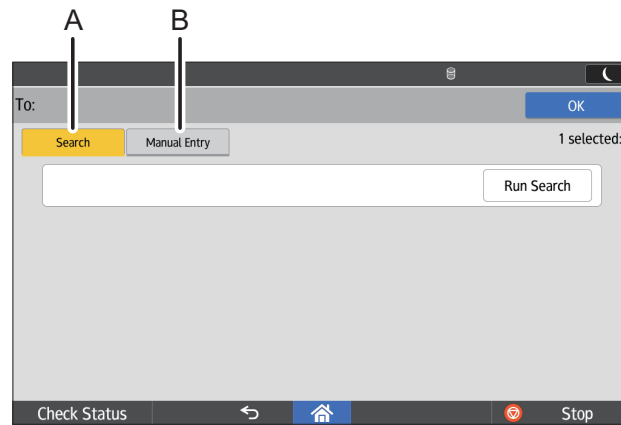 A B
To: OK
Search Manual Entry 1 selected:
Run Search
Check Status Stop